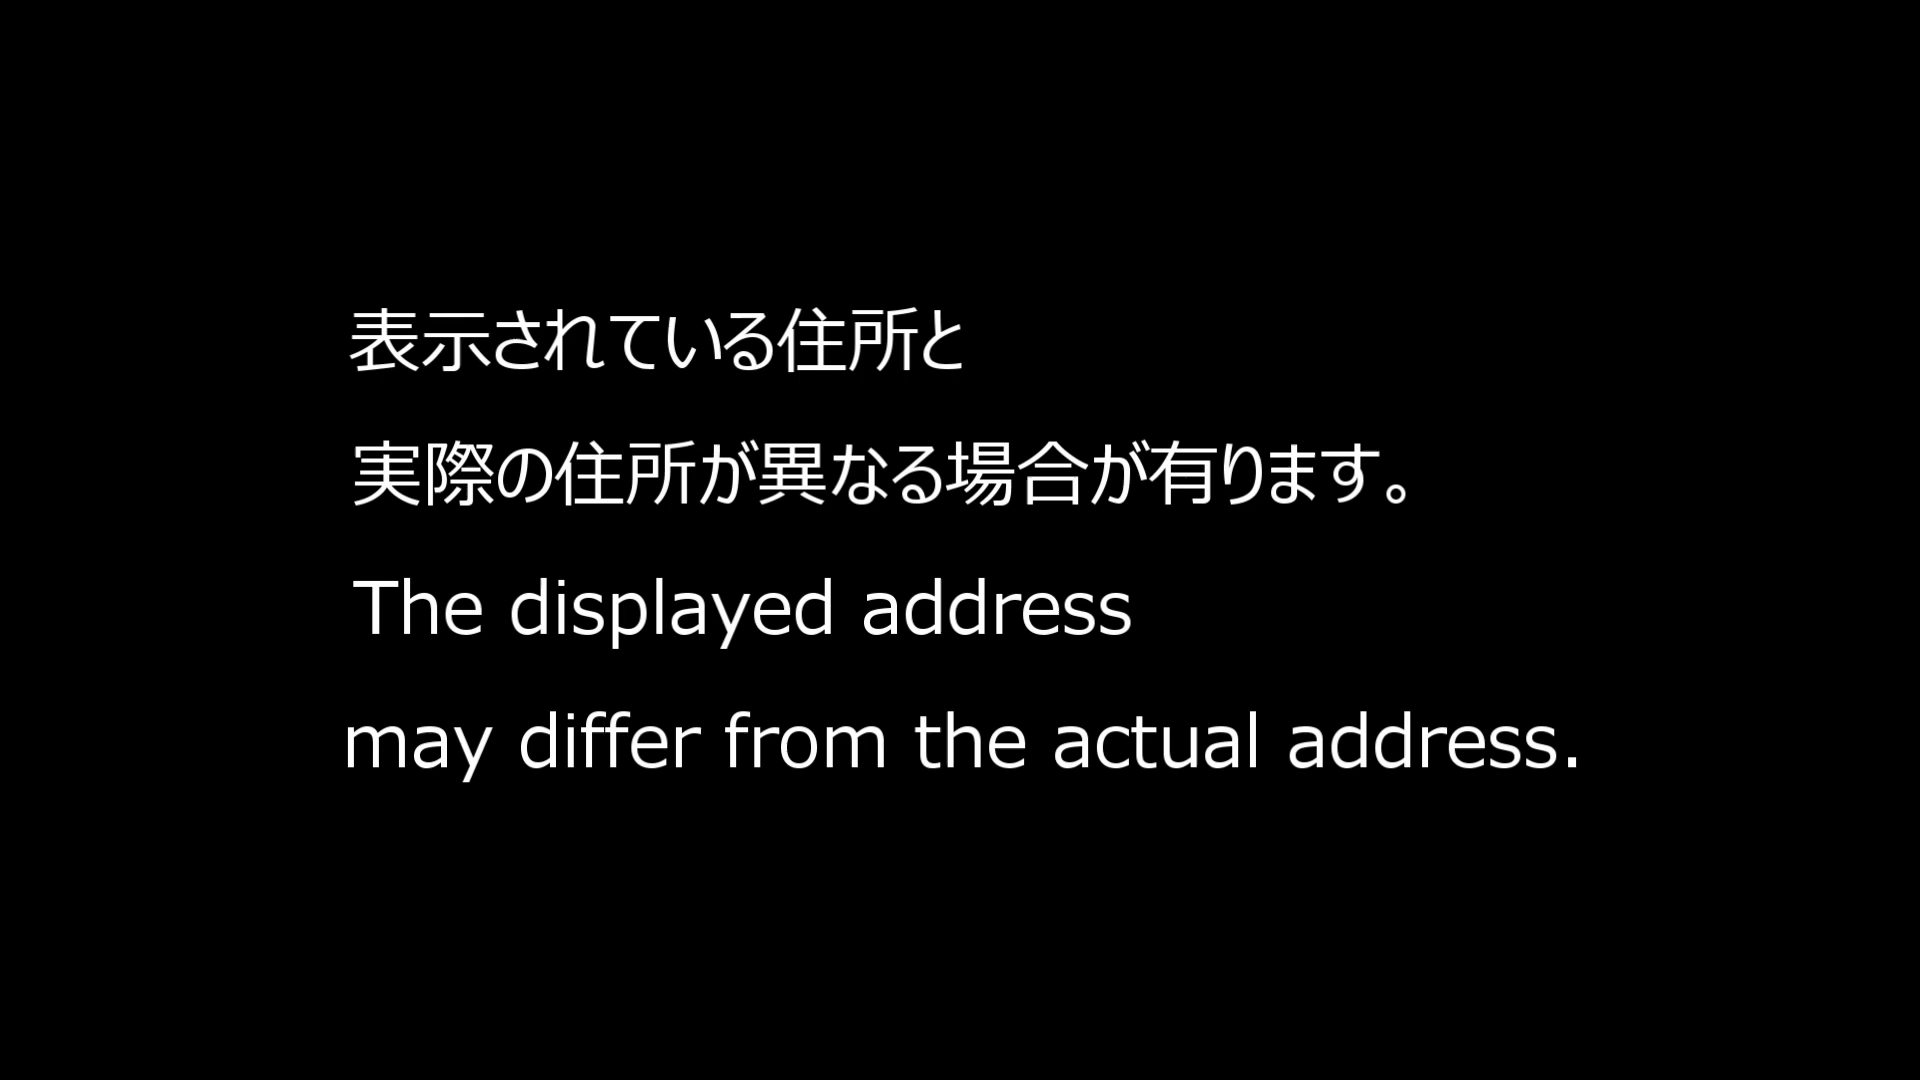 表示されている住所と
実際の住所が異なる場合が有ります。
The displayed address
may differ from the actual address.